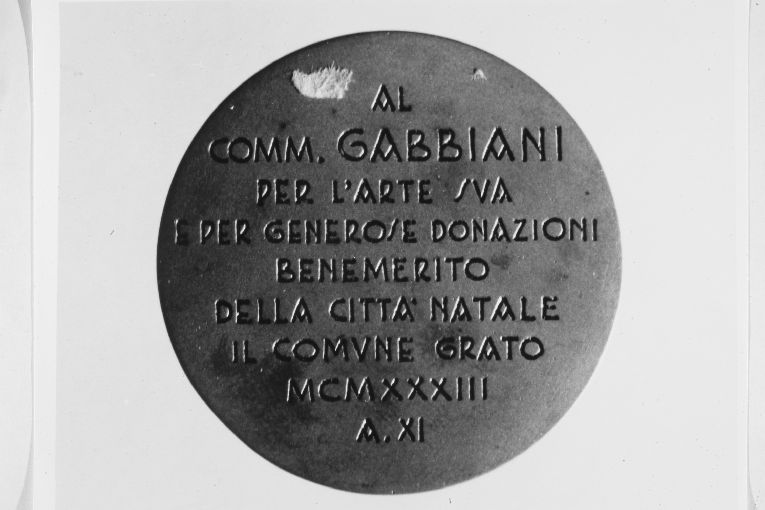 AL
COMM. GABBIANI
PER L'ARTE SVA
E PER GENEROSE DONAZIONI
BENEMERITO
DELLA CITTA' NATALE
IL COMVNE GRATO
MCMXXXIII
A. XI